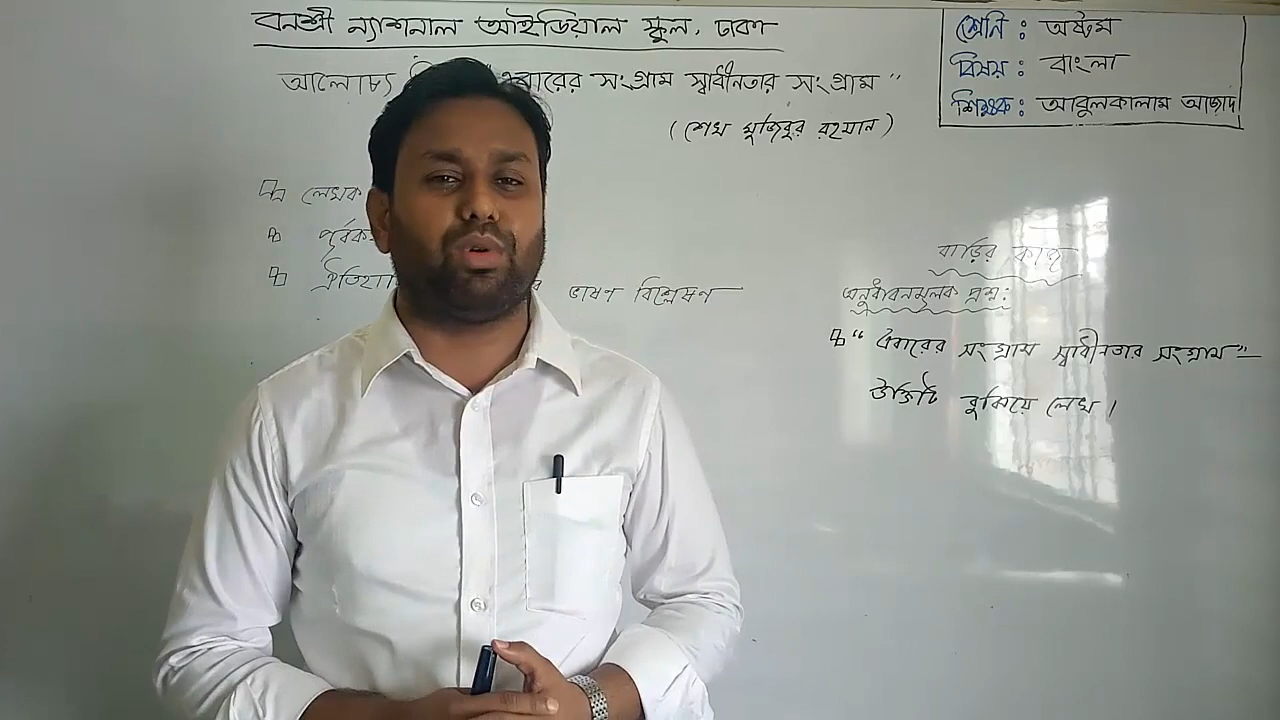 বনশ্রী ন্যাশনাল আইডিয়াল স্কুল, ঢাকা
আলোচ্য বারের সংগ্রাম স্বাধীনতার সংগ্রাম"
(শেখ মুজিবুর রহমান)
শ্রেণি : অষ্টম
বিষয় : বাংলা
শিক্ষক : আবুলকালাম আজাদ
লেখক
পূর্বক
ঐতিহা ভাষণ বিশ্লেষণ
বাড়ির কাজ
অনুধাবনমূলক প্রশ্ন :
"এবারের সংগ্রাম স্বাধীনতার সংগ্রাম"-
উক্তিটি বুঝিয়ে লেখ।